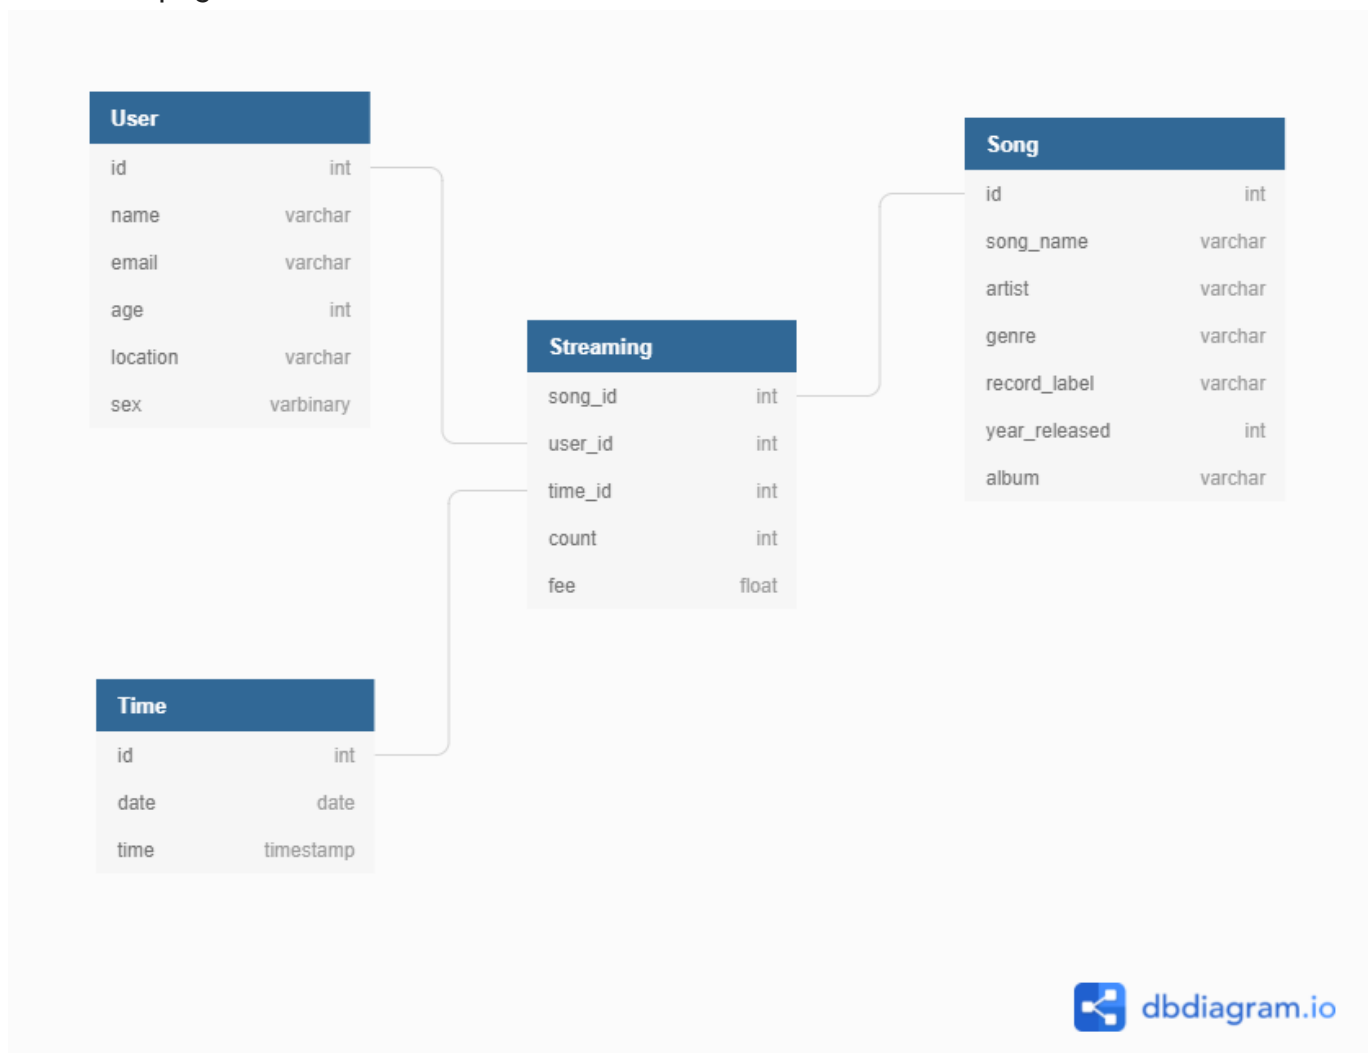 User
id int
name varchar
email varchar
age int
location varchar
sex varbinary
Song
id int
song_name varchar
artist varchar
genre varchar
record_label varchar
year_released int
album varchar
Streaming
song_id int
user_id int
time_id int
count int
fee float
Time
id int
date date
time timestamp
dbdiagram.io